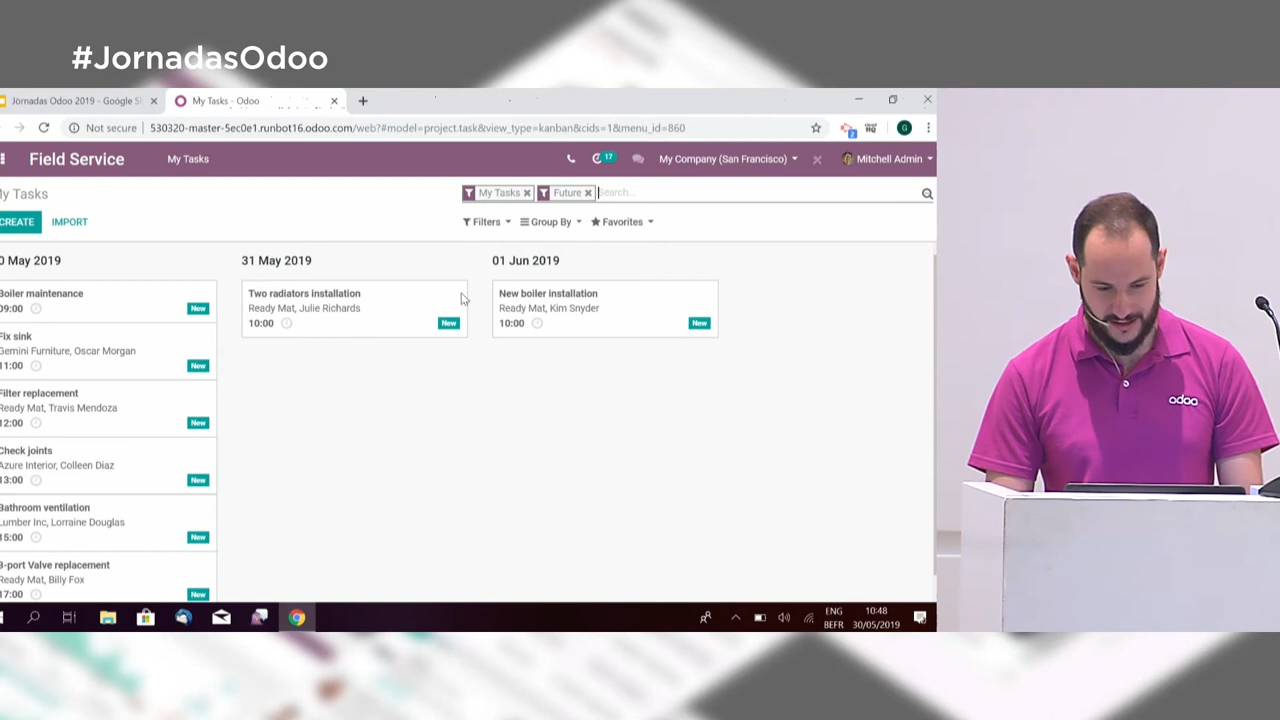 #JornadasOdoo
Jornadas Odoo 2019 - Google S
My Tasks - Odoo
Not secure
530320-master-5ec0e1.runbot16.odoo.com/web?#model=project.task&view_type=kanban&cids=1&menu_id=860
G
Field Service
My Tasks
17
My Company (San Francisco)
Mitchell Admin
y Tasks
My Tasks
Future
Search...
CREATE
IMPORT
Filters
Group By
Favorites
0 May 2019
31 May 2019
01 Jun 2019
Boiler maintenance
09:00
New
Fix sink
Gemini Furniture, Oscar Morgan
11:00
New
Filter replacement
Ready Mat, Travis Mendoza
12:00
New
Check joints
Azure Interior, Colleen Diaz
13:00
New
Bathroom ventilation
Lumber Inc, Lorraine Douglas
15:00
New
3-port Valve replacement
Ready Mat, Billy Fox
17:00
New
Two radiators installation
Ready Mat, Julie Richards
10:00
New
New boiler installation
Ready Mat, Kim Snyder
10:00
New
ENG
BEFR
10:48
30/05/2019
odoo